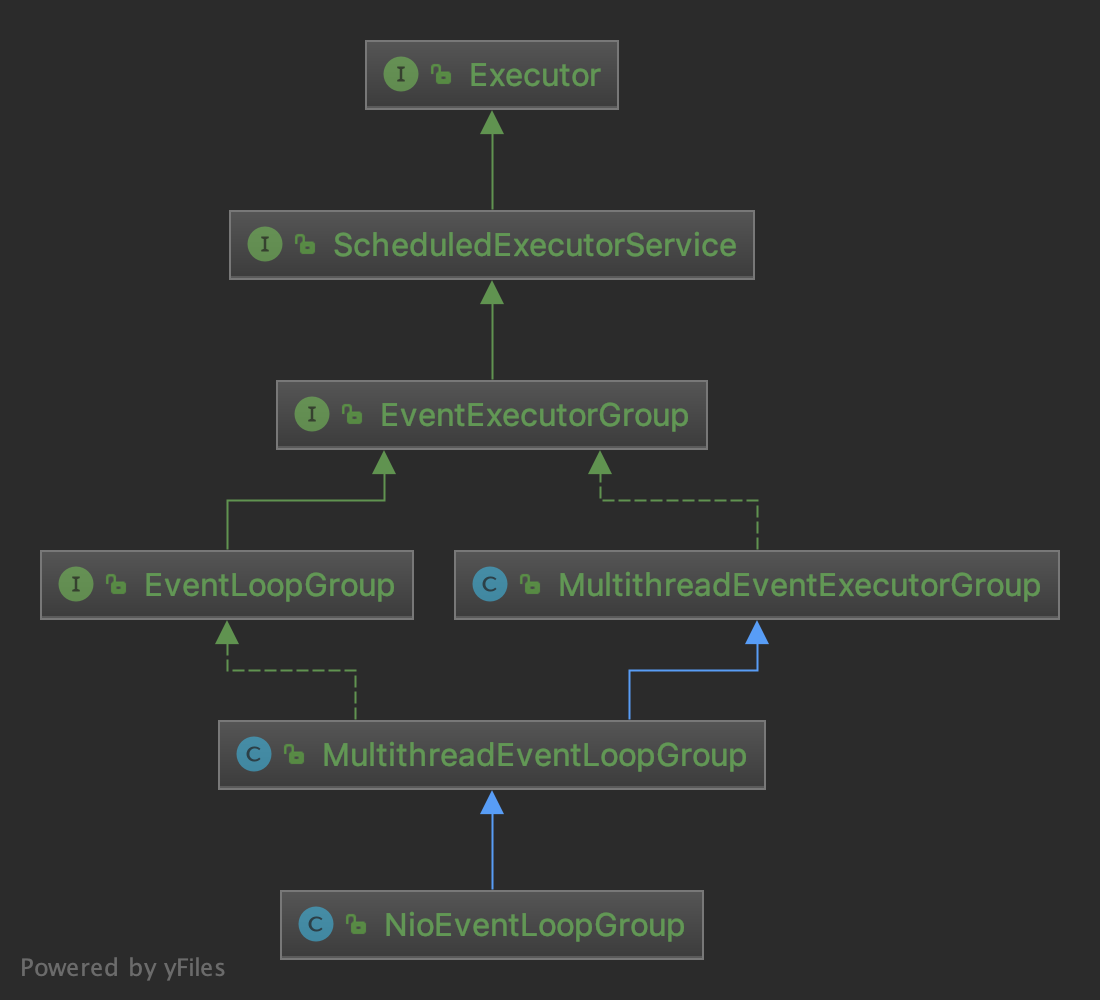 I Executor
I ScheduledExecutorService
I EventExecutorGroup
I EventLoopGroup
C MultithreadEventExecutorGroup
C MultithreadEventLoopGroup
C NioEventLoopGroup
Powered by yFiles